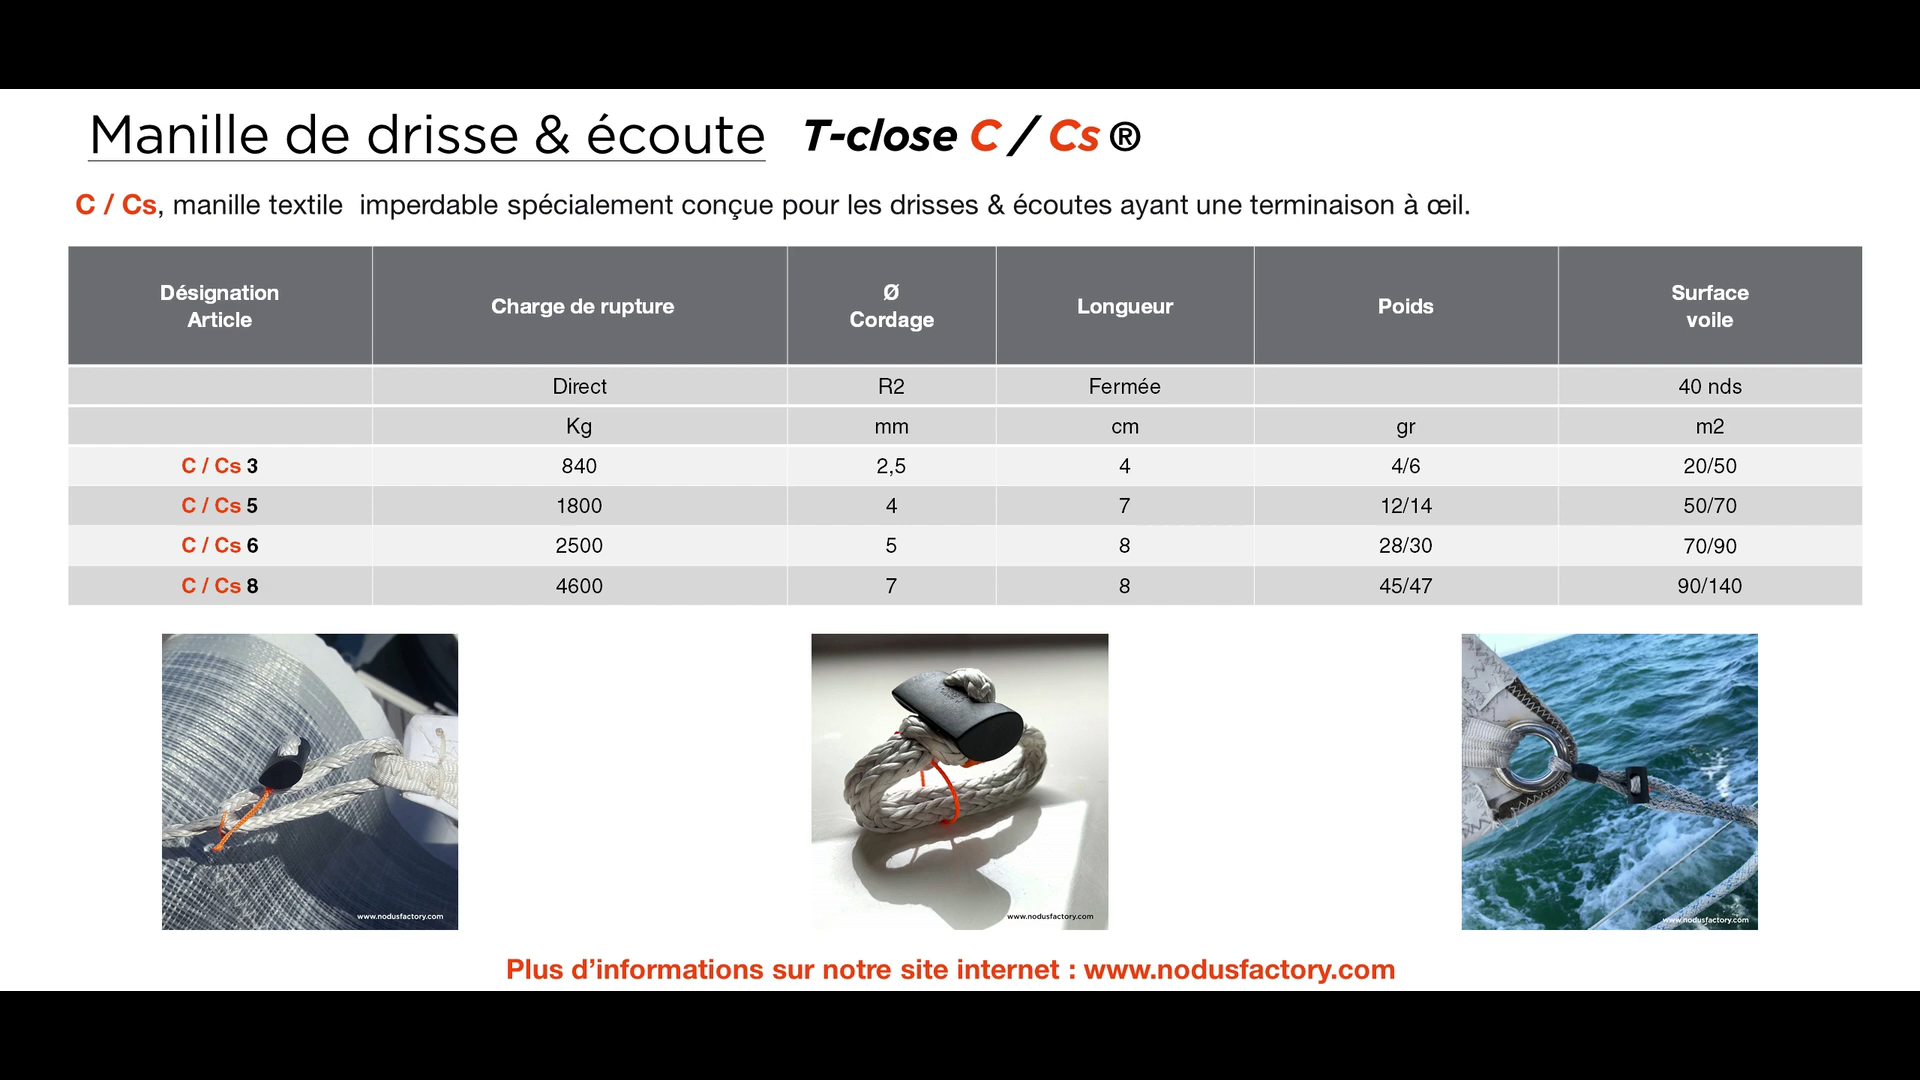 Manille de drisse & écoute T-close C / Cs ®
C / Cs, manille textile imperdable spécialement conçue pour les drisses & écoutes ayant une terminaison à œil.
Désignation Article Charge de rupture Ø Cordage Longueur Poids Surface voile
Direct R2 Fermée 40 nds
Kg mm cm gr m2
C / Cs 3 840 2,5 4 4/6 20/50
C / Cs 5 1800 4 7 12/14 50/70
C / Cs 6 2500 5 8 28/30 70/90
C / Cs 8 4600 7 8 45/47 90/140
www.nodusfactory.com www.nodusfactory.com www.nodusfactory.com
Plus d’informations sur notre site internet : www.nodusfactory.com